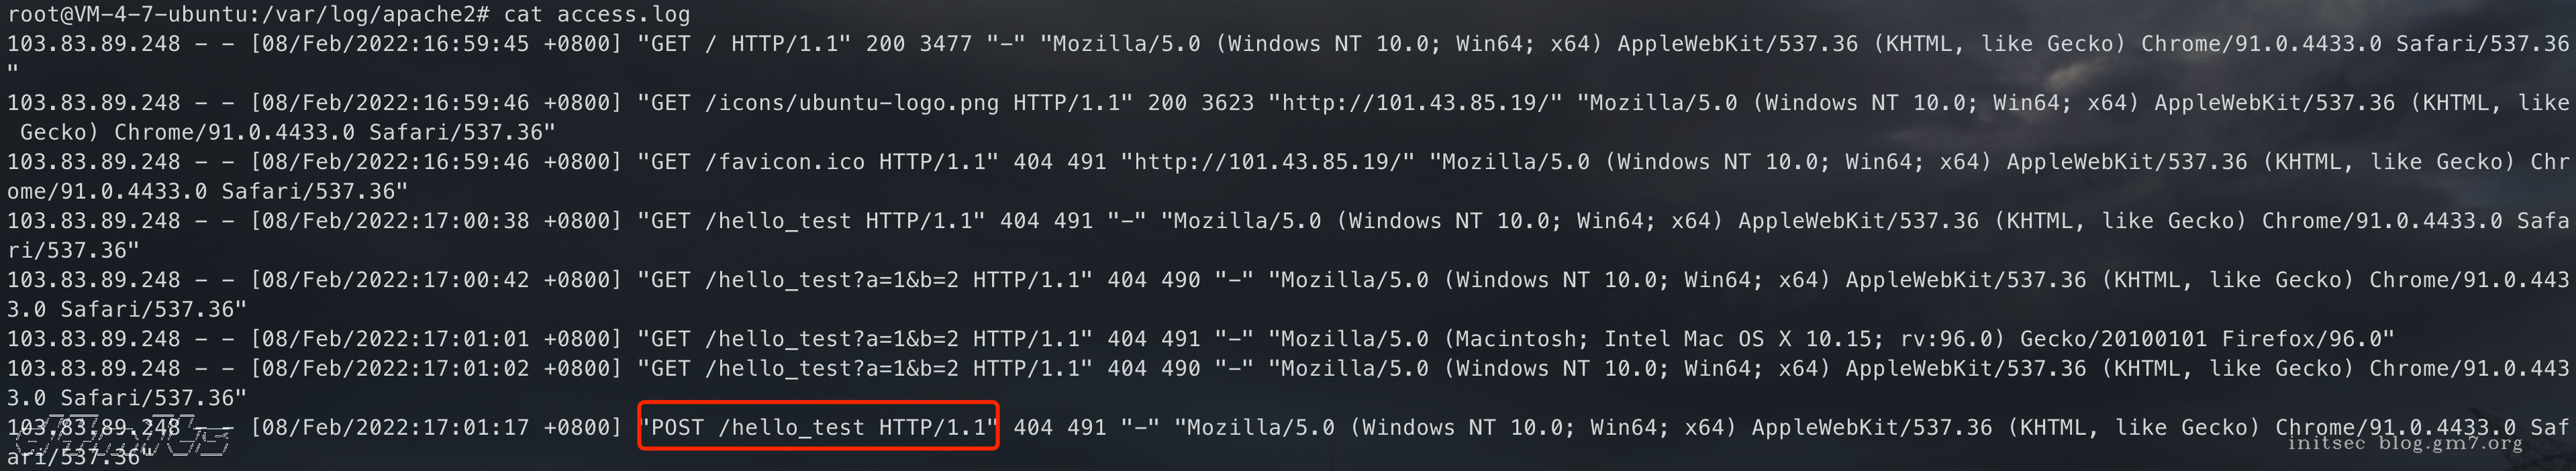 root@VM-4-7-ubuntu:/var/log/apache2# cat access.log
103.83.89.248 - - [08/Feb/2022:16:59:45 +0800] "GET / HTTP/1.1" 200 3477 "-" "Mozilla/5.0 (Windows NT 10.0; Win64; x64) AppleWebKit/537.36 (KHTML, like Gecko) Chrome/91.0.4433.0 Safari/537.36
"
103.83.89.248 - - [08/Feb/2022:16:59:46 +0800] "GET /icons/ubuntu-logo.png HTTP/1.1" 200 3623 "http://101.43.85.19/" "Mozilla/5.0 (Windows NT 10.0; Win64; x64) AppleWebKit/537.36 (KHTML, like
 Gecko) Chrome/91.0.4433.0 Safari/537.36"
103.83.89.248 - - [08/Feb/2022:16:59:46 +0800] "GET /favicon.ico HTTP/1.1" 404 491 "http://101.43.85.19/" "Mozilla/5.0 (Windows NT 10.0; Win64; x64) AppleWebKit/537.36 (KHTML, like Gecko) Chr
ome/91.0.4433.0 Safari/537.36"
103.83.89.248 - - [08/Feb/2022:17:00:38 +0800] "GET /hello_test HTTP/1.1" 404 491 "-" "Mozilla/5.0 (Windows NT 10.0; Win64; x64) AppleWebKit/537.36 (KHTML, like Gecko) Chrome/91.0.4433.0 Safa
ri/537.36"
103.83.89.248 - - [08/Feb/2022:17:00:42 +0800] "GET /hello_test?a=1&b=2 HTTP/1.1" 404 490 "-" "Mozilla/5.0 (Windows NT 10.0; Win64; x64) AppleWebKit/537.36 (KHTML, like Gecko) Chrome/91.0.443
3.0 Safari/537.36"
103.83.89.248 - - [08/Feb/2022:17:01:01 +0800] "GET /hello_test?a=1&b=2 HTTP/1.1" 404 491 "-" "Mozilla/5.0 (Macintosh; Intel Mac OS X 10.15; rv:96.0) Gecko/20100101 Firefox/96.0"
103.83.89.248 - - [08/Feb/2022:17:01:02 +0800] "GET /hello_test?a=1&b=2 HTTP/1.1" 404 490 "-" "Mozilla/5.0 (Windows NT 10.0; Win64; x64) AppleWebKit/537.36 (KHTML, like Gecko) Chrome/91.0.443
3.0 Safari/537.36"
103.83.89.248 - - [08/Feb/2022:17:01:17 +0800] "POST /hello_test HTTP/1.1" 404 491 "-" "Mozilla/5.0 (Windows NT 10.0; Win64; x64) AppleWebKit/537.36 (KHTML, like Gecko) Chrome/91.0.4433.0 Saf
ari/537.36"
initsec blog.gm7.org